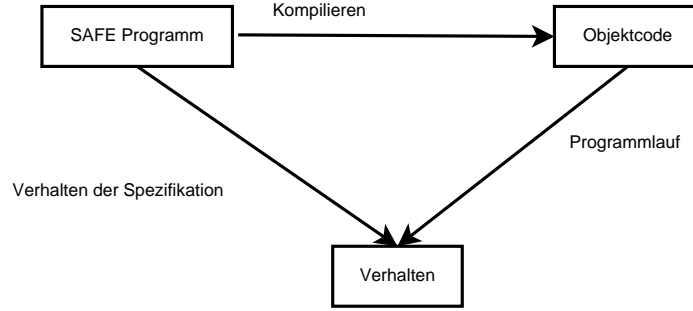 Kompilieren
SAFE Programm
Objektcode
Programmlauf
Verhalten der Spezifikation
Verhalten